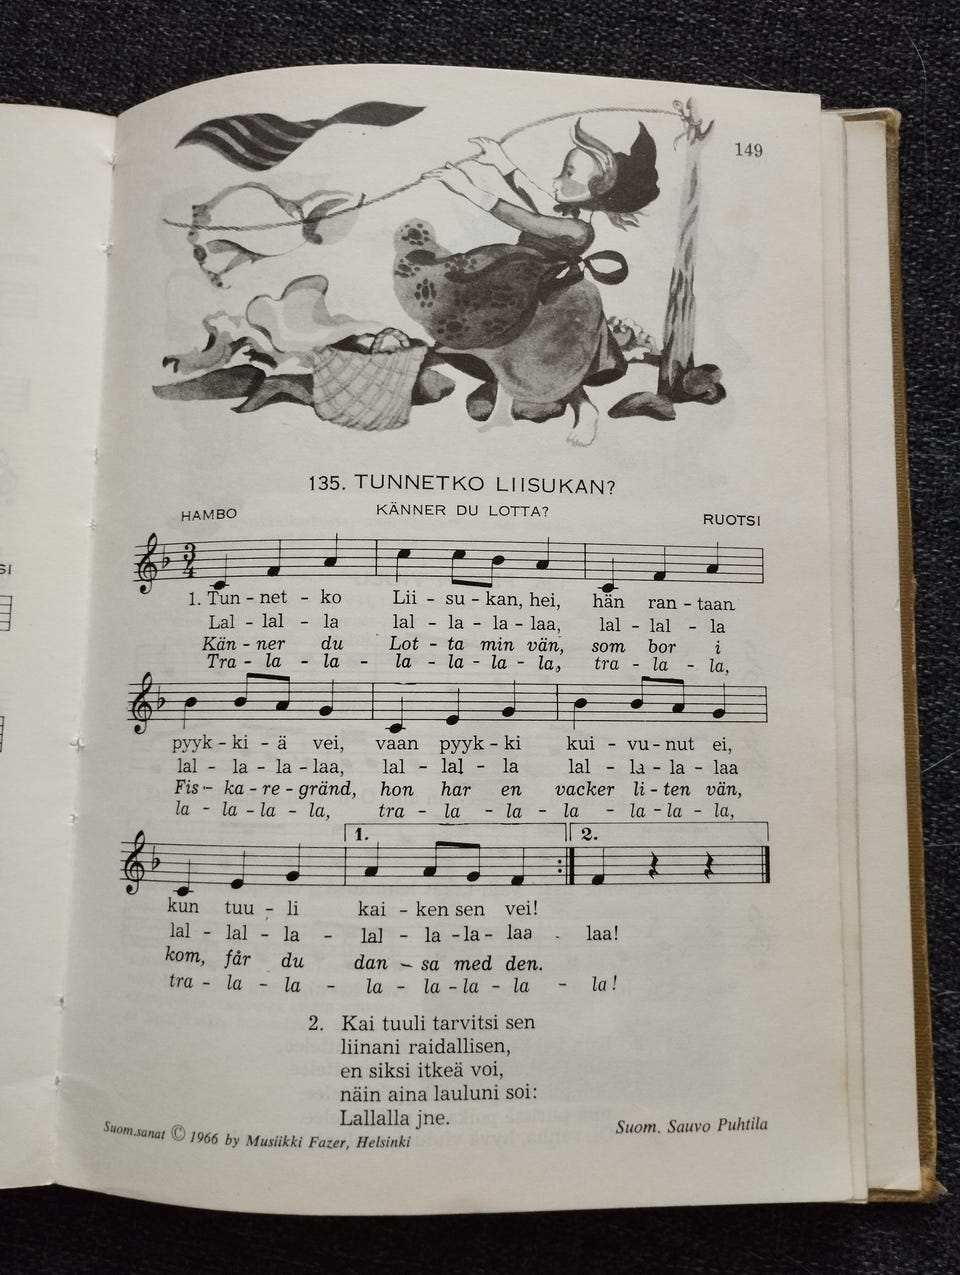 149
135. TUNNETKO LIISUKAN?
HAMBO
KÄNNER DU LOTTA?
RUOTSI
3
4
1. Tun - net - ko Lii - su - kan, hei, hän ran - taan
Lal - lal - la lal - la - la - laa, lal - lal - la
Kän - ner du Lot - ta min vän, som bor i
Tra - la - la - la - la - la - la, tra - la - la,
pyyk - ki - ä vei, vaan pyyk - ki kui - vu - nut ei,
lal - la - la - laa, lal - lal - la lal - la - la - laa
Fis - ka - re - gränd, hon har en vacker li - ten vän,
la - la - la - la, tra - la - la - la - la - la - la,
1. 2.
kun tuu - li kai - ken sen vei!
lal - lal - la - lal - la - la - laa - laa!
kom, får du dan - sa med den.
tra - la - la - la - la - la - la - la!
2. Kai tuuli tarvitsi sen
liinani raidallisen,
en siksi itkeä voi,
näin aina lauluni soi:
Lallalla jne.
Suom.sanat © 1966 by Musiikki Fazer, Helsinki
Suom. Sauvo Puhtila
SI